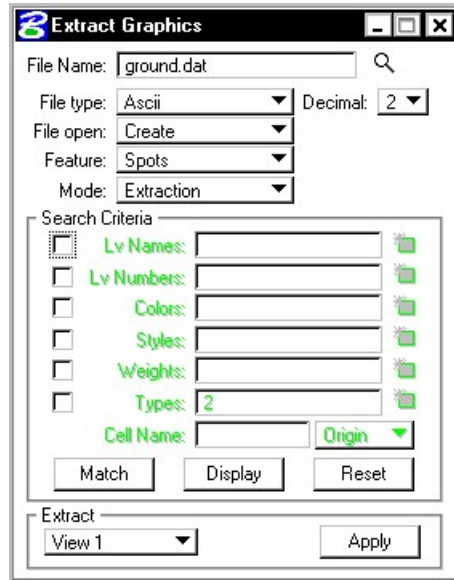 Extract Graphics
File Name: ground.dat
File type: Ascii Decimal: 2
File open: Create
Feature: Spots
Mode: Extraction
Search Criteria
Lv Names:
Lv Numbers:
Colors:
Styles:
Weights:
Types: 2
Cell Name: Origin
Match Display Reset
Extract
View 1 Apply